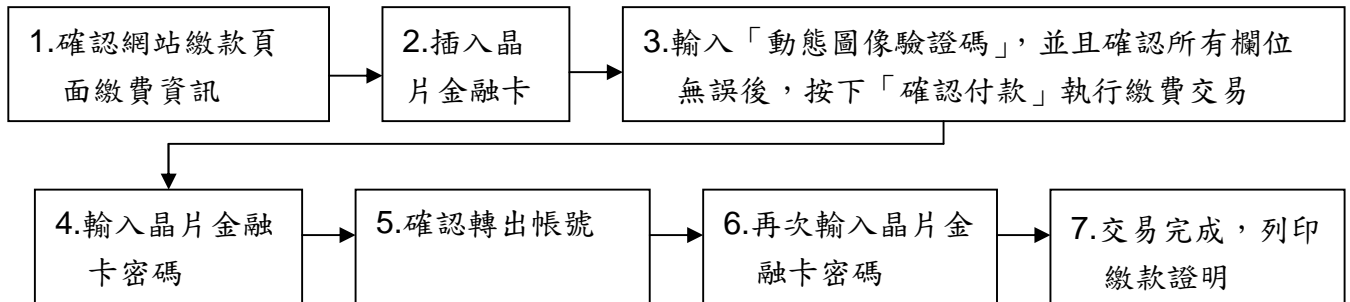 1.確認網站繳款頁
面繳費資訊
2.插入晶
片金融卡
3.輸入「動態圖像驗證碼」,並且確認所有欄位
無誤後,按下「確認付款」執行繳費交易
4.輸入晶片金融
卡密碼
5.確認轉出帳號
6.再次輸入晶片金
融卡密碼
7.交易完成,列印
繳款證明